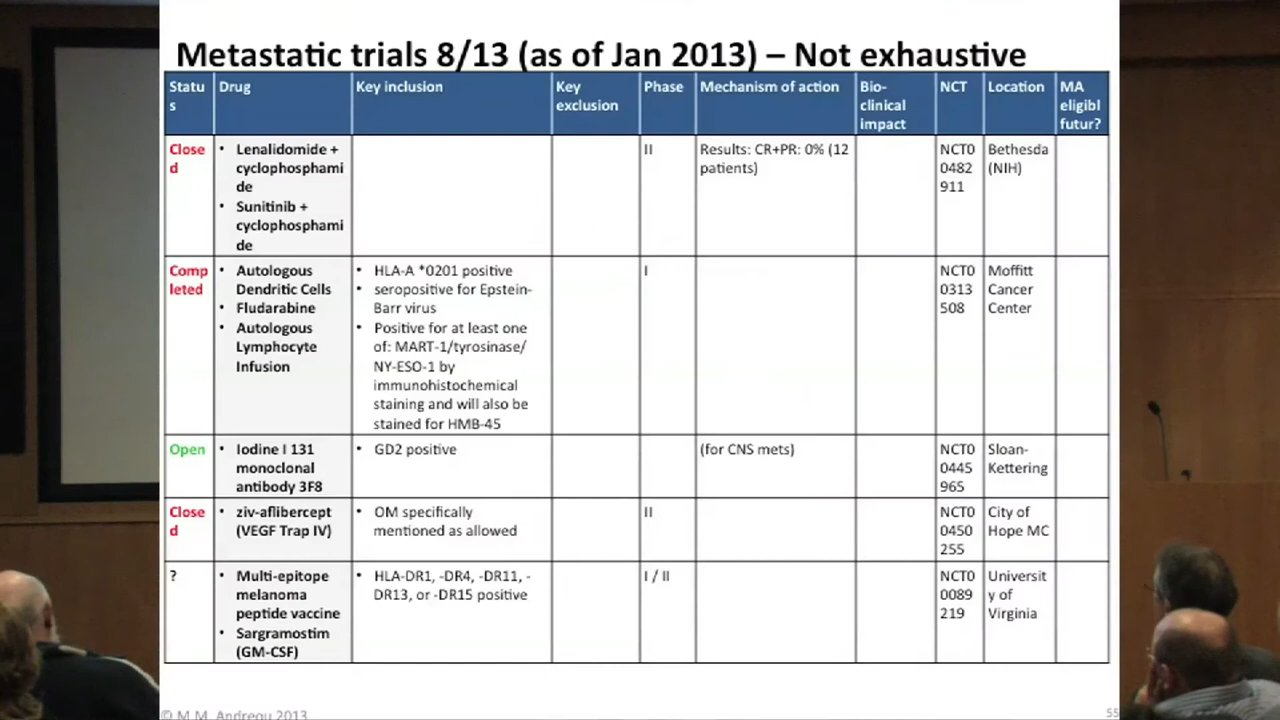 Metastatic trials 8/13 (as of Jan 2013) – Not exhaustive
Statu
s
Drug
Key inclusion
Key
exclusion
Phase
Mechanism of action
Bio-
clinical
impact
NCT
Location
MA
eligibl
futur?
Close
d
• Lenalidomide +
cyclophosphami
de
• Sunitinib +
cyclophosphami
de
II
Results: CR+PR: 0% (12
patients)
NCT0
0482
911
Bethesda
(NIH)
Comp
leted
• Autologous
Dendritic Cells
• Fludarabine
• Autologous
Lymphocyte
Infusion
• HLA-A *0201 positive
• seropositive for Epstein-
Barr virus
• Positive for at least one
of: MART-1/tyrosinase/
NY-ESO-1 by
immunohistochemical
staining and will also be
stained for HMB-45
I
NCT0
0313
508
Moffitt
Cancer
Center
Open
• Iodine I 131
monoclonal
antibody 3F8
• GD2 positive
(for CNS mets)
NCT0
0445
965
Sloan-
Kettering
Close
d
• ziv-aflibercept
(VEGF Trap IV)
• OM specifically
mentioned as allowed
II
NCT0
0450
255
City of
Hope MC
?
• Multi-epitope
melanoma
peptide vaccine
• Sargramostim
(GM-CSF)
• HLA-DR1, -DR4, -DR11, -
DR13, or -DR15 positive
I / II
NCT0
0089
219
Universit
y of
Virginia
© M.M. Andreou 2013
55